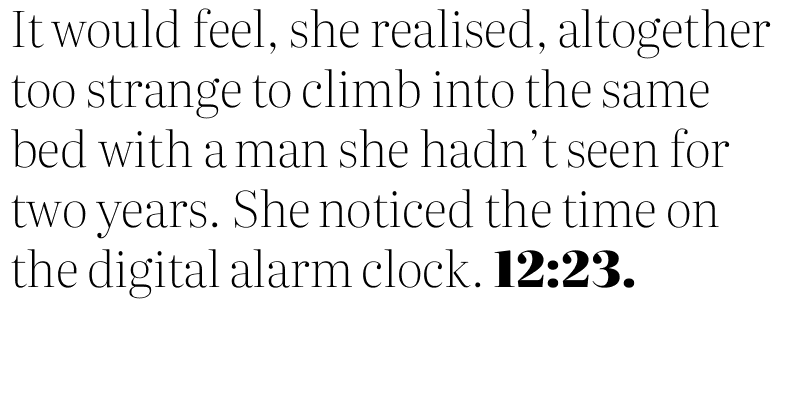 It would feel, she realised, altogether
too strange to climb into the same
bed with a man she hadn’t seen for
two years. She noticed the time on
the digital alarm clock. 12:23.